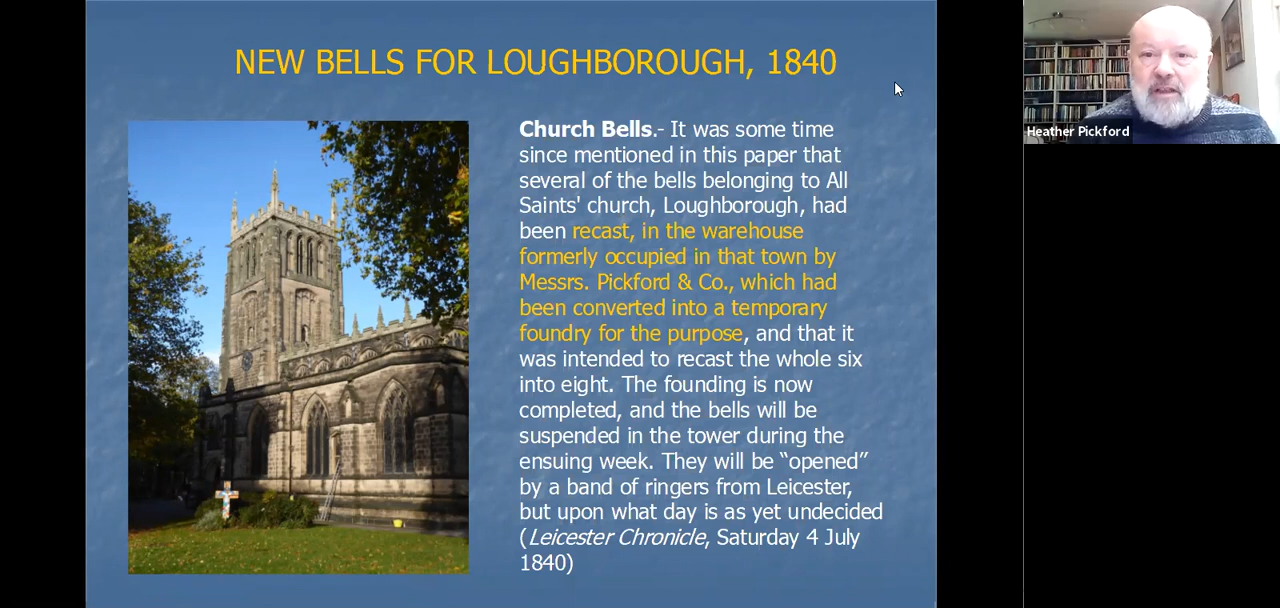 NEW BELLS FOR LOUGHBOROUGH, 1840
Church Bells.- It was some time
since mentioned in this paper that
several of the bells belonging to All
Saints' church, Loughborough, had
been recast, in the warehouse
formerly occupied in that town by
Messrs. Pickford & Co., which had
been converted into a temporary
foundry for the purpose, and that it
was intended to recast the whole six
into eight. The founding is now
completed, and the bells will be
suspended in the tower during the
ensuing week. They will be “opened”
by a band of ringers from Leicester,
but upon what day is as yet undecided
(Leicester Chronicle, Saturday 4 July
1840)
Heather Pickford